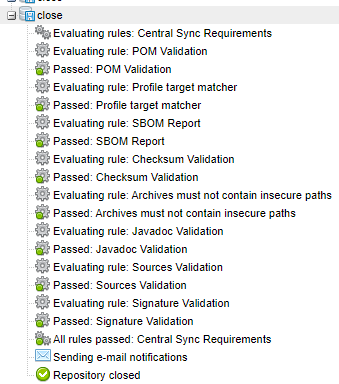 close
Evaluating rules: Central Sync Requirements
Evaluating rule: POM Validation
Passed: POM Validation
Evaluating rule: Profile target matcher
Passed: Profile target matcher
Evaluating rule: SBOM Report
Passed: SBOM Report
Evaluating rule: Checksum Validation
Passed: Checksum Validation
Evaluating rule: Archives must not contain insecure paths
Passed: Archives must not contain insecure paths
Evaluating rule: Javadoc Validation
Passed: Javadoc Validation
Evaluating rule: Sources Validation
Passed: Sources Validation
Evaluating rule: Signature Validation
Passed: Signature Validation
All rules passed: Central Sync Requirements
Sending e-mail notifications
Repository closed